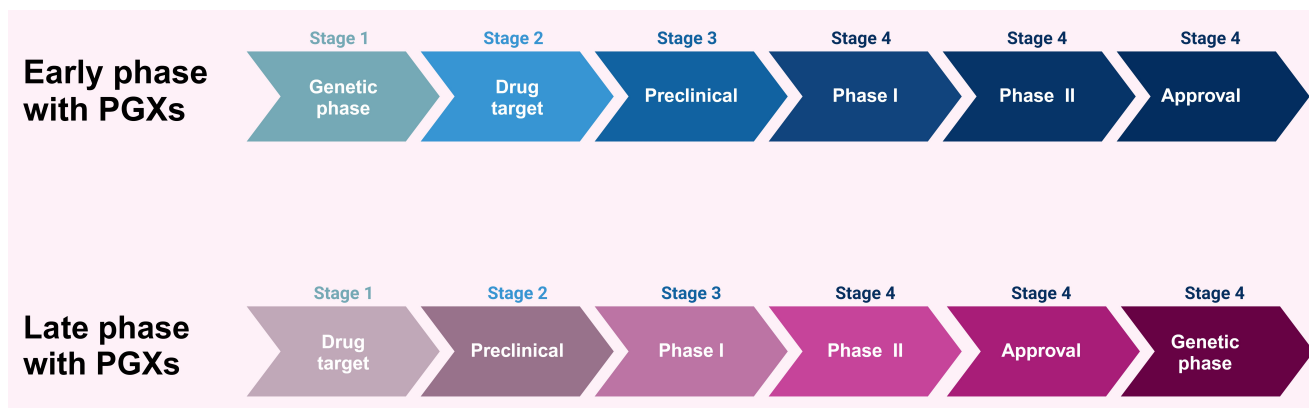 Stage 1
Stage 2
Stage 3
Stage 4
Stage 4
Stage 4
Early phase
with PGXs
Genetic
phase
Drug
target
Preclinical
Phase I
Phase II
Approval
Stage 1
Stage 2
Stage 3
Stage 4
Stage 4
Stage 4
Late phase
with PGXs
Drug
target
Preclinical
Phase I
Phase II
Approval
Genetic
phase